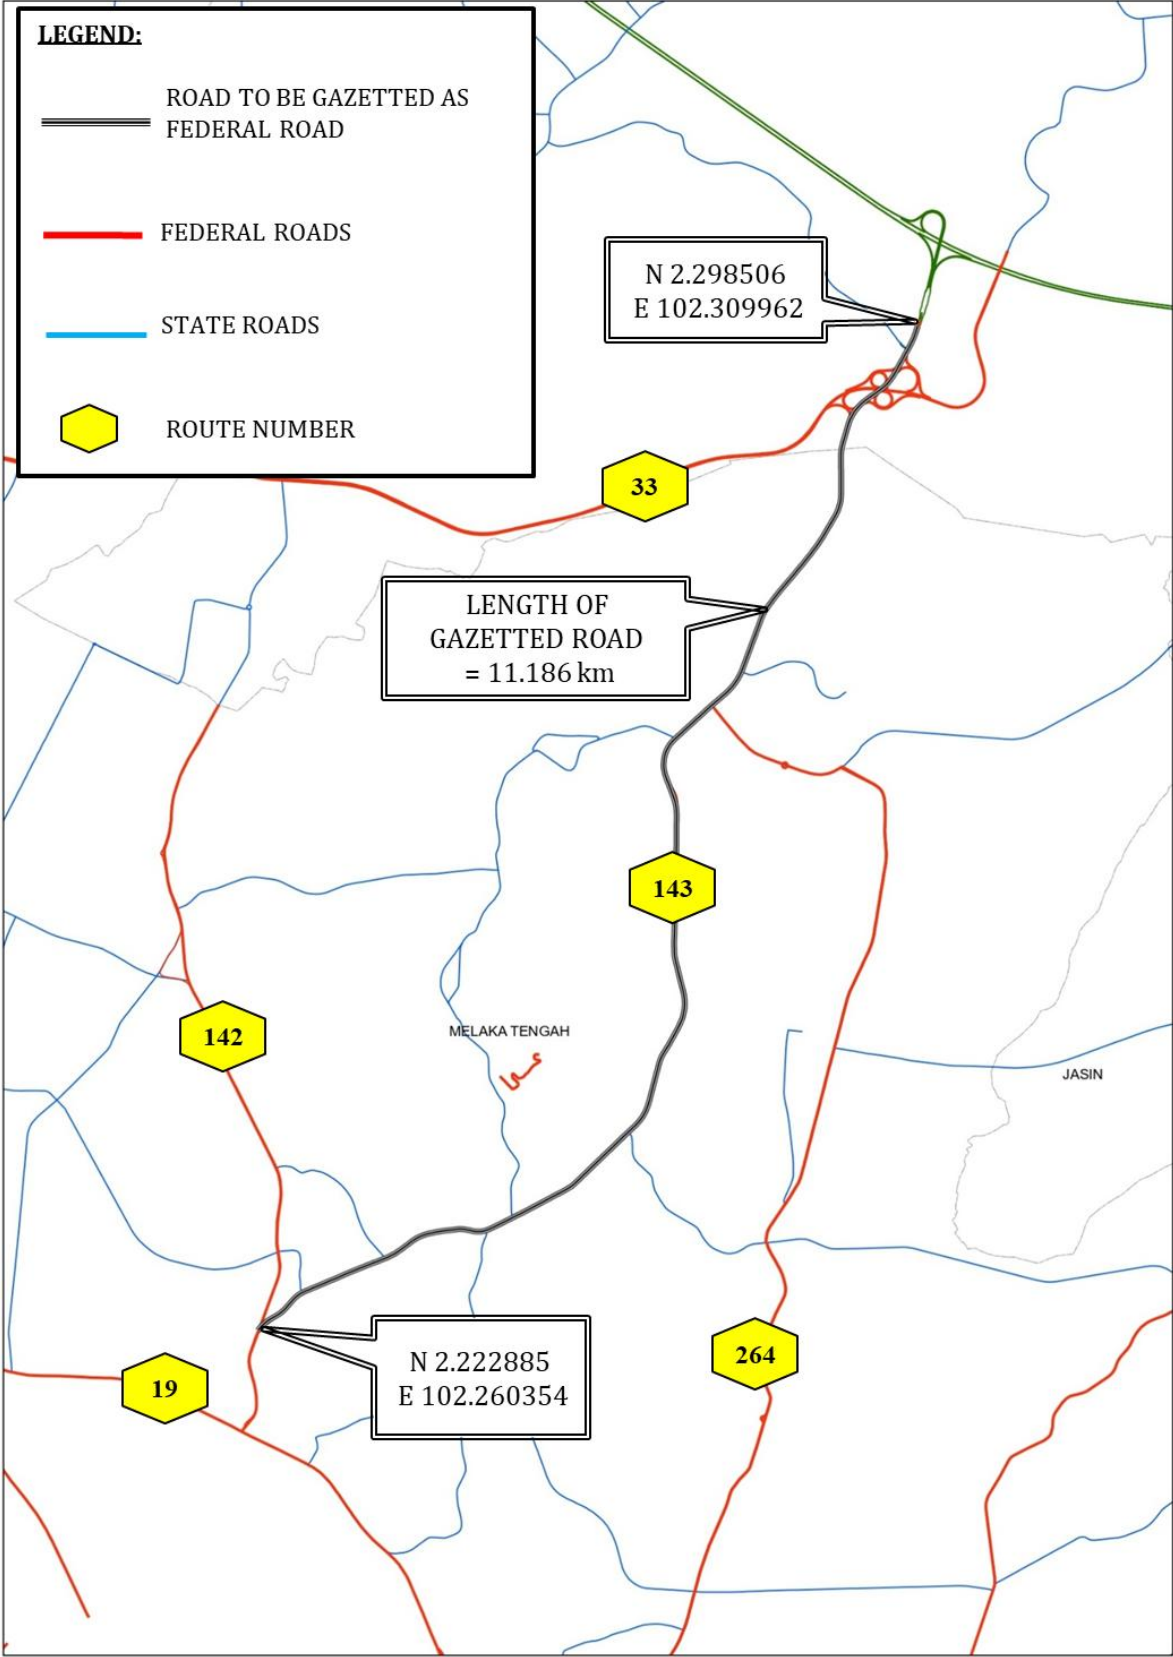 LEGEND:
ROAD TO BE GAZETTED AS
FEDERAL ROAD
FEDERAL ROADS
STATE ROADS
ROUTE NUMBER
N 2.298506
E 102.309962
33
LENGTH OF
GAZETTED ROAD
= 11.186 km
143
142
MELAKA TENGAH
JASIN
N 2.222885
E 102.260354
264
19